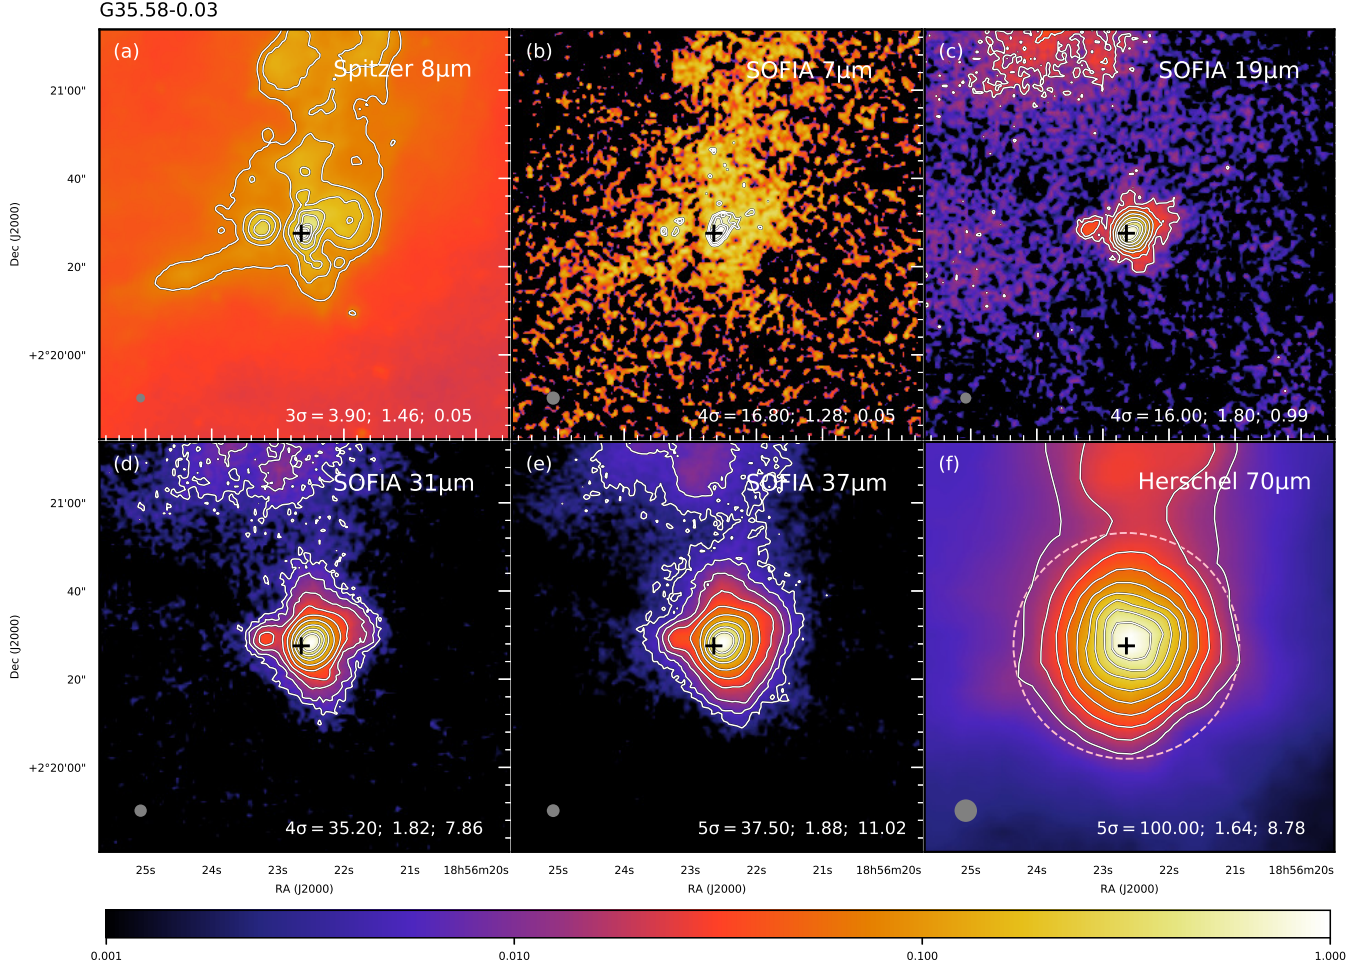 G35.58-0.03
(a)
Spitzer 8μm
(b)
SOFIA 7μm
(c)
SOFIA 19μm
21'00"
40"
20"
+2°20'00"
Dec (J2000)
3σ=3.90; 1.46; 0.05
4σ=16.80; 1.28; 0.05
4σ=16.00; 1.80; 0.99
(d)
SOFIA 31μm
(e)
SOFIA 37μm
(f)
Herschel 70μm
21'00"
40"
20"
+2°20'00"
Dec (J2000)
4σ=35.20; 1.82; 7.86
5σ=37.50; 1.88; 11.02
5σ=100.00; 1.64; 8.78
25s 24s 23s 22s 21s 18h56m20s
25s 24s 23s 22s 21s 18h56m20s
25s 24s 23s 22s 21s 18h56m20s
RA (J2000)
RA (J2000)
RA (J2000)
0.001 0.010 0.100 1.000